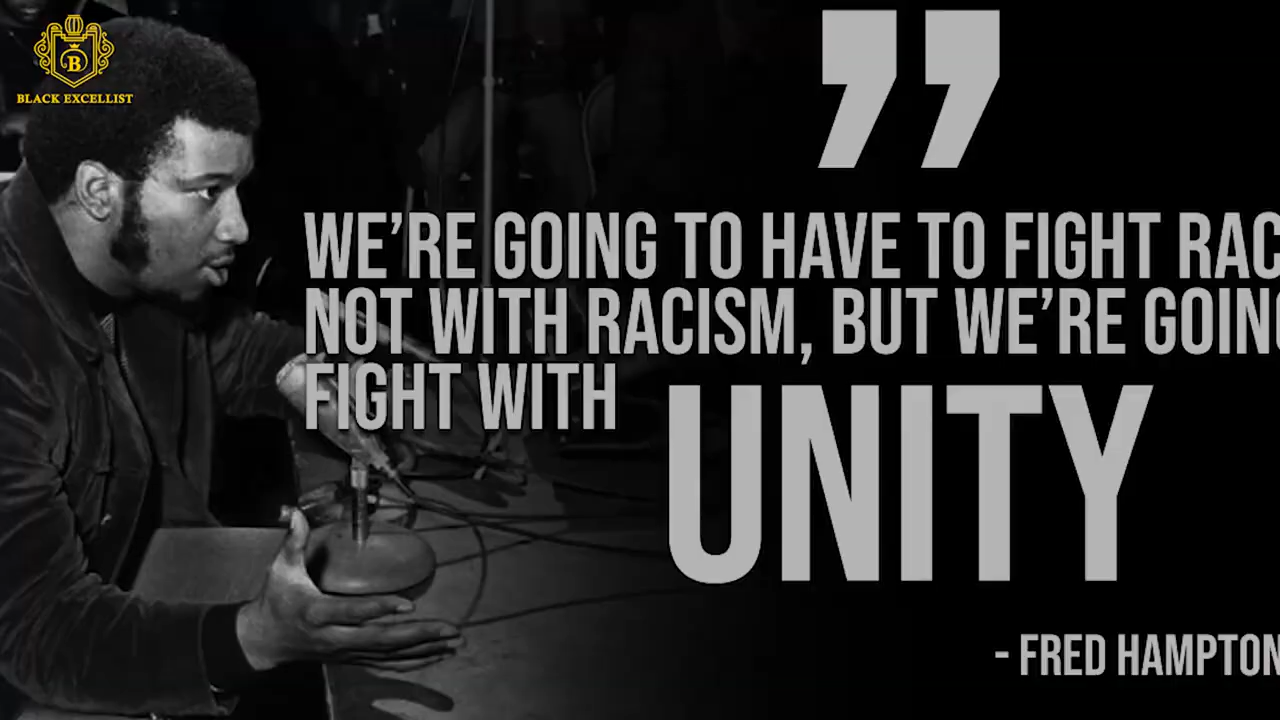 BLACK EXCELLIST
”
WE’RE GOING TO HAVE TO FIGHT RAC
NOT WITH RACISM, BUT WE’RE GOING
FIGHT WITH UNITY
- FRED HAMPTON